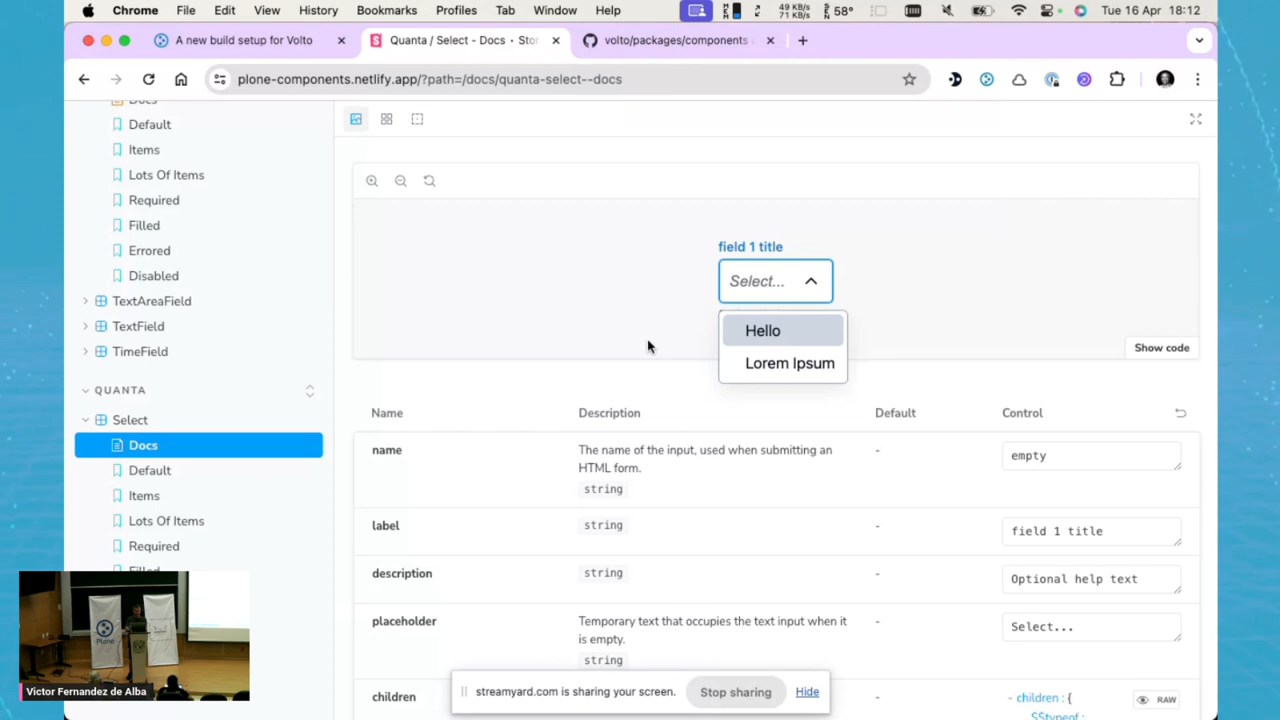 Chrome File Edit View History Bookmarks Profiles Tab Window Help 49 KB/s 71 KB/s 58° Tue 16 Apr 18:12
A new build setup for Volto Quanta / Select - Docs • Stor volto/packages/components
plone-components.netlify.app/?path=/docs/quanta-select--docs
Docs
Default
Items
Lots Of Items
Required
Filled
Errored
Disabled
TextAreaField
TextField
TimeField
QUANTA
Select
Docs
Default
Items
Lots Of Items
Required
Filled
field 1 title
Select...
Hello
Lorem Ipsum
Show code
Name Description Default Control
name The name of the input, used when submitting an - empty
HTML form.
string
label string - field 1 title
description string - Optional help text
placeholder Temporary text that occupies the text input when it - Select...
is empty.
string
children - - children : { RAW
$$typeof :
streamyard.com is sharing your screen. Stop sharing Hide
Plone
Victor Fernandez de Alba